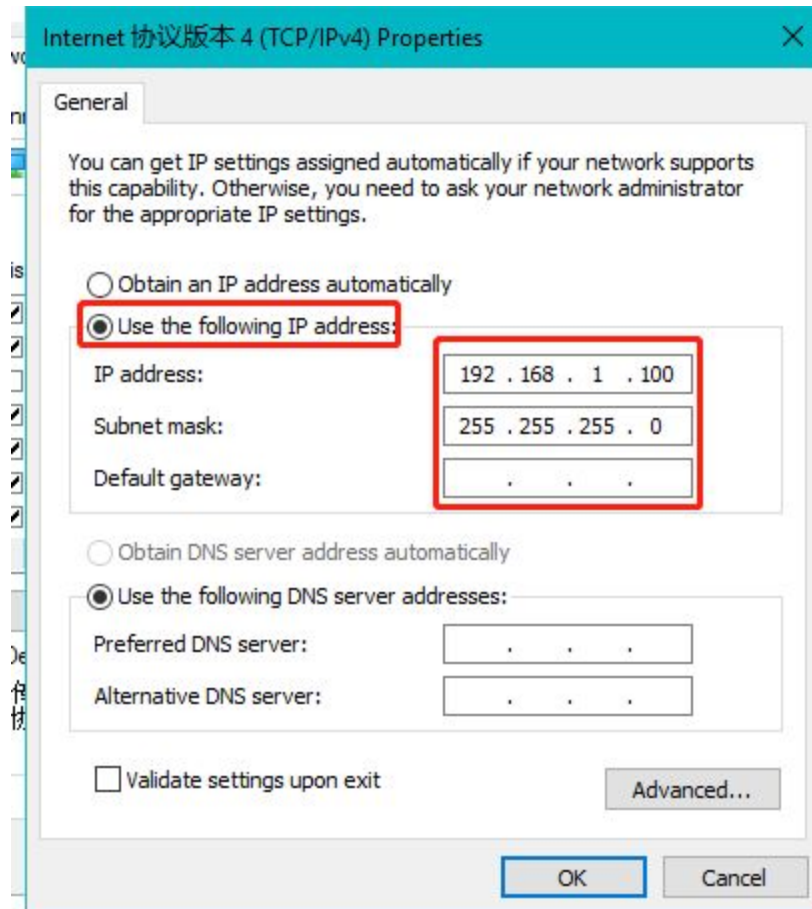 Internet 协议版本 4 (TCP/IPv4) Properties
General
You can get IP settings assigned automatically if your network supports
this capability. Otherwise, you need to ask your network administrator
for the appropriate IP settings.
Obtain an IP address automatically
Use the following IP address:
IP address: 192 . 168 . 1 . 100
Subnet mask: 255 . 255 . 255 . 0
Default gateway: . . .
Obtain DNS server address automatically
Use the following DNS server addresses:
Preferred DNS server: . . .
Alternative DNS server: . . .
Validate settings upon exit
Advanced...
OK Cancel